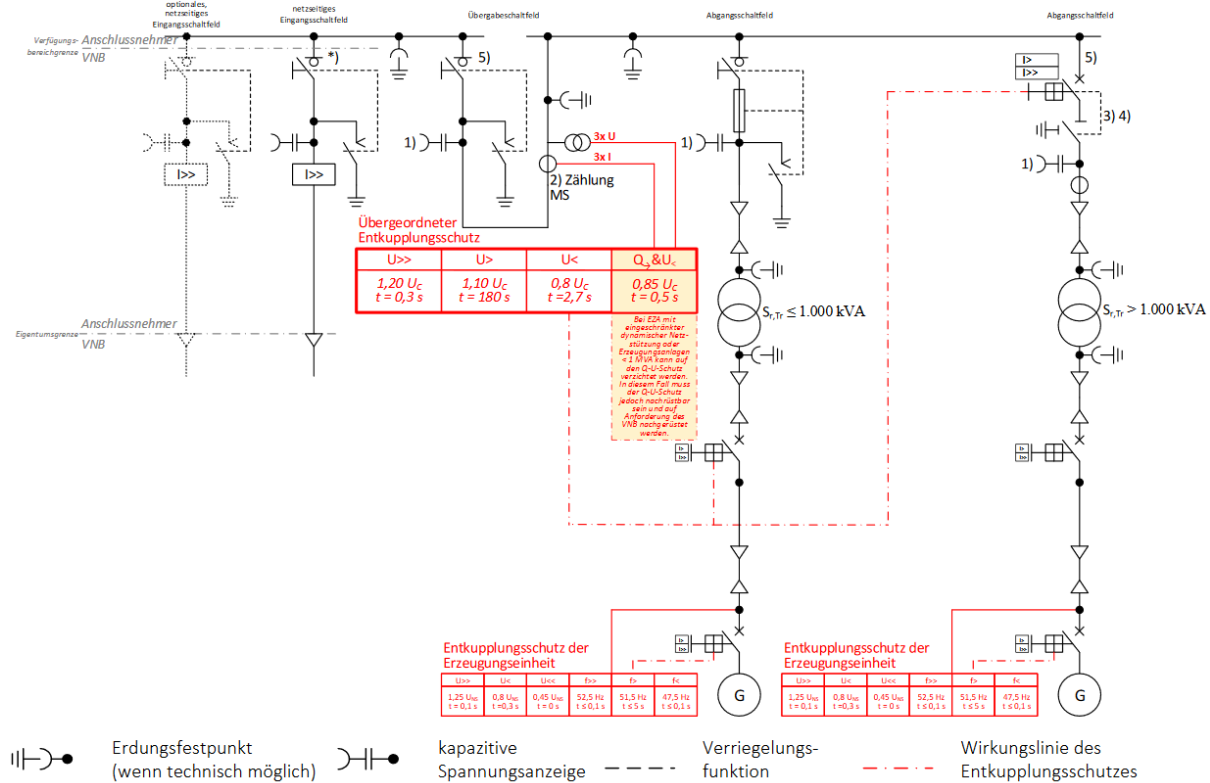 optionales,
netzseitiges
Eingangsschaltfeld
netzseitiges
Eingangsschaltfeld
Übergabeschaltfeld
Abgangsschaltfeld
Abgangsschaltfeld
Verfügungs-
bereichgrenze
Anschlussnehmer
VNB
*)
5)
5)
I>
I>>
3) 4)
1)
1)
1)
3x U
3x I
I>>
I>>
2) Zählung
MS
Übergeordneter
Entkupplungsschutz
U>> U> U< Q→&U<
1,20 Uc 1,10 Uc 0,8 Uc 0,85 Uc
t = 0,3 s t = 180 s t =2,7 s t = 0,5 s
Bei EZA mit
eingeschränkter
dynamischer Netz-
stützung oder
Erzeugungsanlagen
< 1 MVA kann auf
den Q-U-Schutz
verzichtet werden.
In diesem Fall muss
der Q-U-Schutz
jedoch nachrüstbar
sein und auf
Anforderung des
VNB nachgerüstet
werden.
Eigentumsgrenze
Anschlussnehmer
VNB
Sr,Tr ≤ 1.000 kVA
Sr,Tr > 1.000 kVA
I>
I>>
I>
I>>
I>
I>>
I>
I>>
Entkupplungsschutz der
Erzeugungseinheit
U>> U< U<< f>> f> f<
1,25 UNS 0,8 UNS 0,45 UNS 52,5 Hz 51,5 Hz 47,5 Hz
t = 0,1 s t =0,3 s t = 0 s t ≤ 0,1 s t ≤ 5 s t ≤ 0,1 s
G
Entkupplungsschutz der
Erzeugungseinheit
U>> U< U<< f>> f> f<
1,25 UNS 0,8 UNS 0,45 UNS 52,5 Hz 51,5 Hz 47,5 Hz
t = 0,1 s t =0,3 s t = 0 s t ≤ 0,1 s t ≤ 5 s t ≤ 0,1 s
G
Erdungsfestpunkt
(wenn technisch möglich)
kapazitive
Spannungsanzeige
Verriegelungs-
funktion
Wirkungslinie des
Entkupplungsschutzes